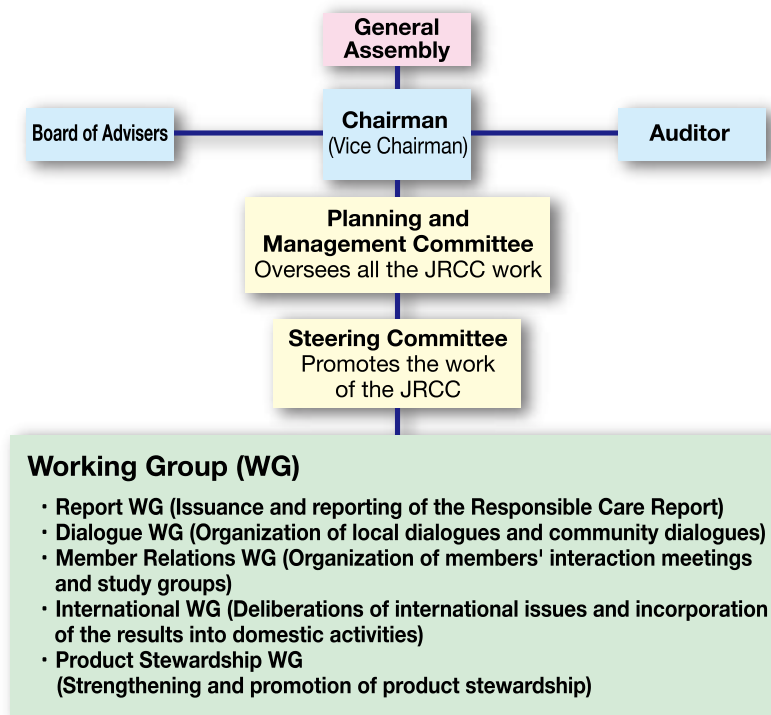 General
Assembly
Board of Advisers
Chairman
(Vice Chairman)
Auditor
Planning and
Management Committee
Oversees all the JRCC work
Steering Committee
Promotes the work
of the JRCC
Working Group (WG)
・Report WG (Issuance and reporting of the Responsible Care Report)
・Dialogue WG (Organization of local dialogues and community dialogues)
・Member Relations WG (Organization of members' interaction meetings
and study groups)
・International WG (Deliberations of international issues and incorporation
of the results into domestic activities)
・Product Stewardship WG
(Strengthening and promotion of product stewardship)